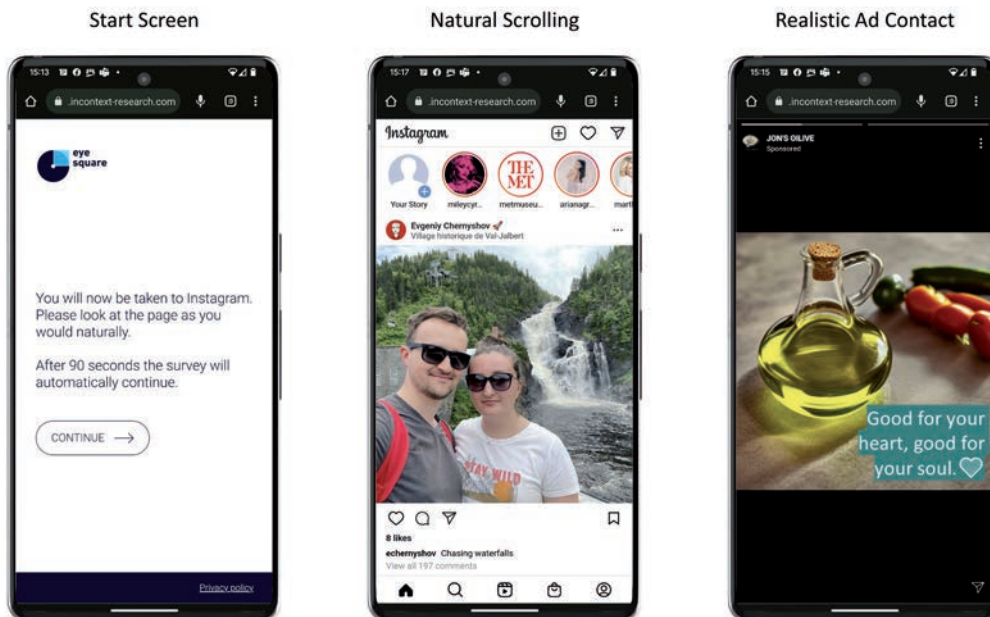 Start Screen
Natural Scrolling
Realistic Ad Contact
15:13
.incontext-research.com
eye
square
You will now be taken to Instagram.
Please look at the page as you
would naturally.
After 90 seconds the survey will
automatically continue.
CONTINUE
Privacy policy
15:17
.incontext-research.com
Instagram
THE
MET
Your Story
mileycyr...
metmuseu...
arianagr...
Evgeniy Chernyshov 🚀
Village historique de Val-Jalbert
STAY WILD
8 likes
echernyshov Chasing waterfalls
View all 197 comments
15:15
.incontext-research.com
JON'S OILIVE
Sponsored
Good for your
heart, good for
your soul.